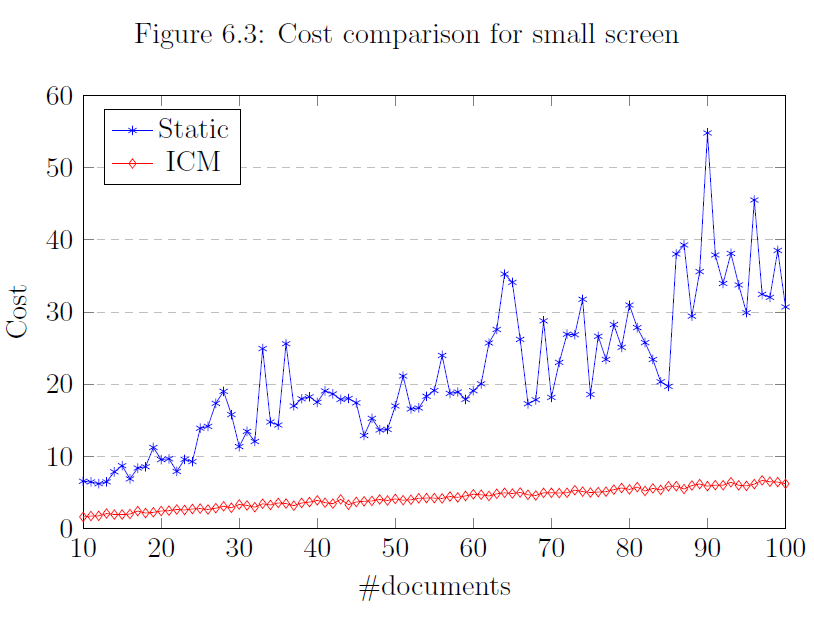 Figure 6.3: Cost comparison for small screen
60
50
40
30
20
10
0
Cost
Static
ICM
10 20 30 40 50 60 70 80 90 100
#documents